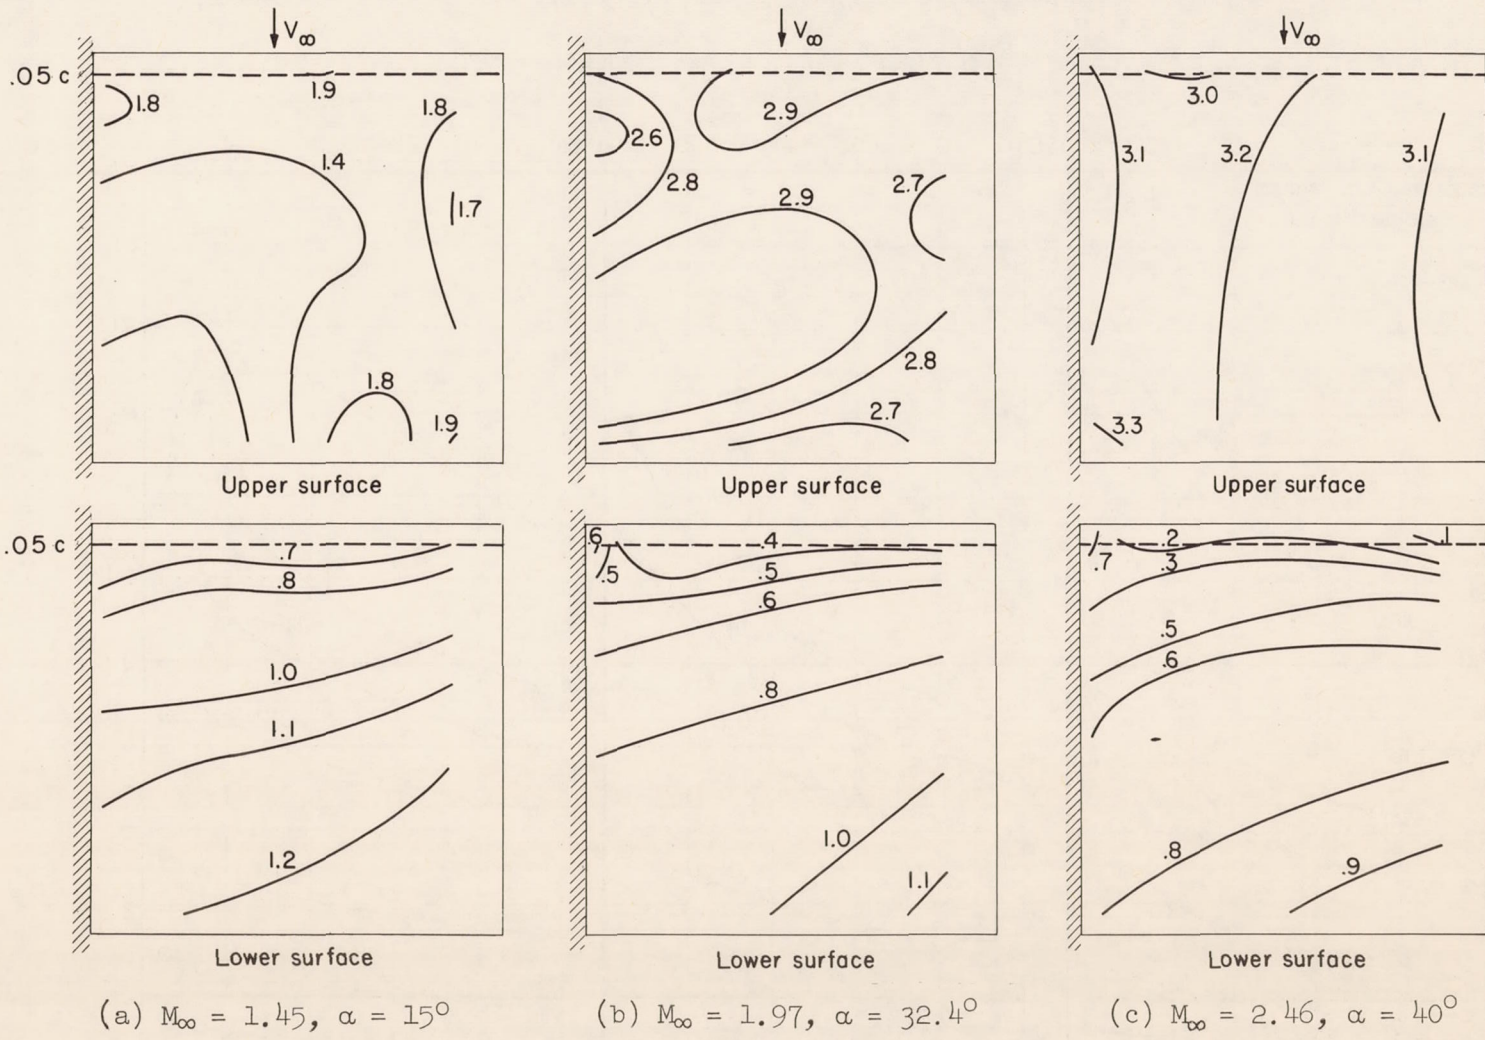 V∞ V∞ V∞
.05 c
1.9 2.9 3.0
1.8 1.8 2.6 3.1 3.2 3.1
1.4 2.8 2.7
1.7 2.9
1.8 2.8
1.9 2.7 3.3
Upper surface Upper surface Upper surface
.05 c
.7 .6 .4 .2 .1
.8 .5 .5 .7 .3
.6 .5
1.0 .8 .6
1.1
1.2 1.0 .8
1.1 .9
Lower surface Lower surface Lower surface
(a) M∞ = 1.45, α = 15° (b) M∞ = 1.97, α = 32.4° (c) M∞ = 2.46, α = 40°